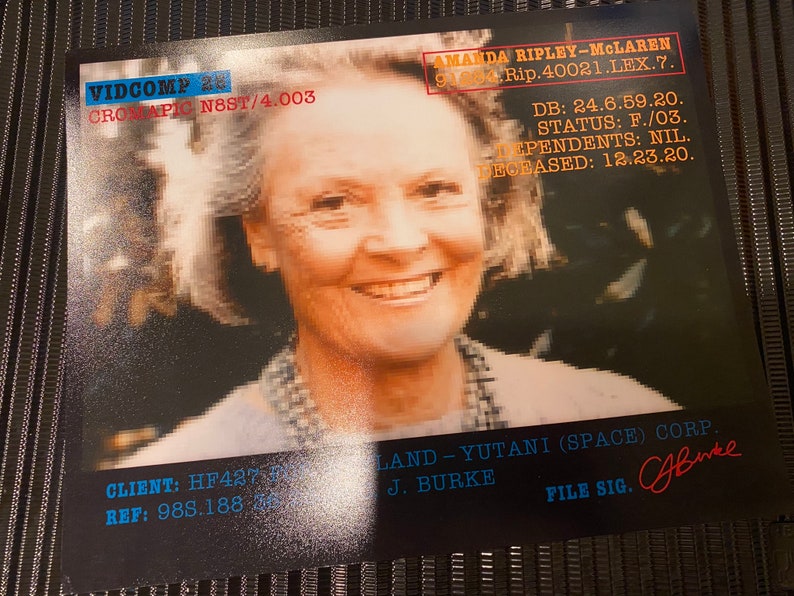 VIDCOMP
CROMAPIC N8ST/4.003
AMANDA RIPLEY-McLAREN
Rip.40021.LEX.7.
DB: 24.6.59.20.
STATUS: F./03.
DEPENDENTS: NIL.
DECEASED: 12.23.20.
CLIENT: HF427 LAND-YUTANI (SPACE) CORP.
REF: 98S.188 J. BURKE
FILE SIG. CJBurke